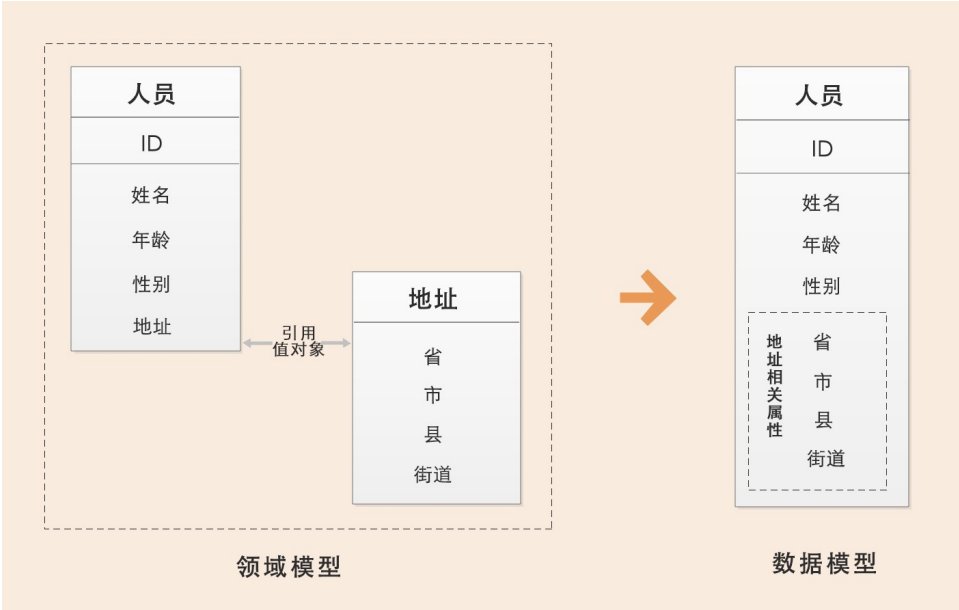 人员
ID
姓名
年龄
性别
地址
引用
值对象
地址
省
市
县
街道
领域模型
人员
ID
姓名
年龄
性别
地址相关属性
省
市
县
街道
数据模型